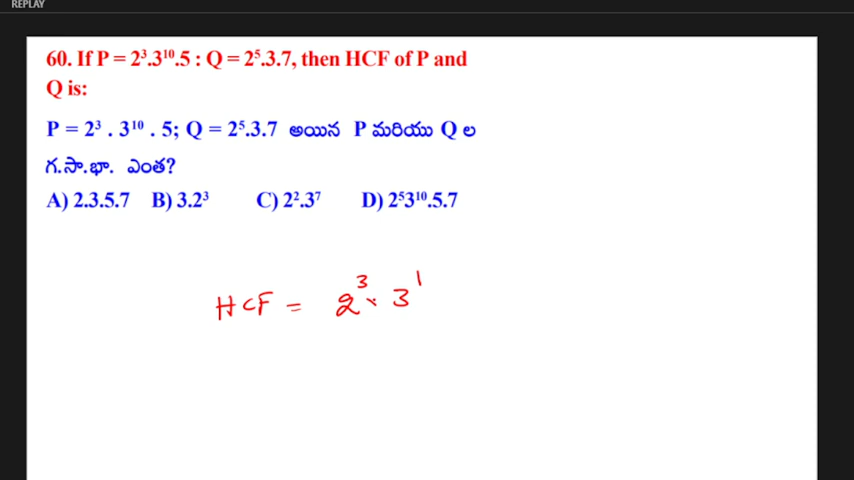 REPLAY
60. If P = 2³.3¹⁰.5 : Q = 2⁵.3.7, then HCF of P and
Q is:
P = 2³ . 3¹⁰ . 5; Q = 2⁵.3.7 అయిన P మరియు Q ల
గ.సా.భా. ఎంత?
A) 2.3.5.7 B) 3.2³ C) 2².3⁷ D) 2⁵3¹⁰.5.7
HCF = 2³ × 3¹